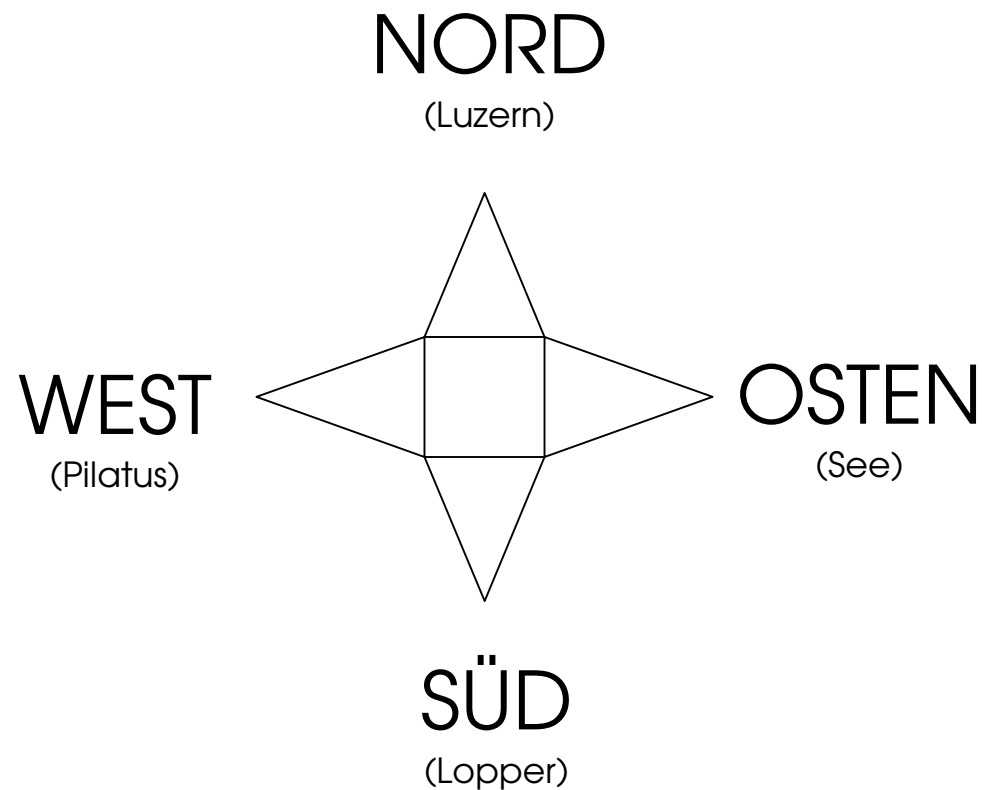 NORD
(Luzern)
WEST
(Pilatus)
OSTEN
(See)
SÜD
(Lopper)